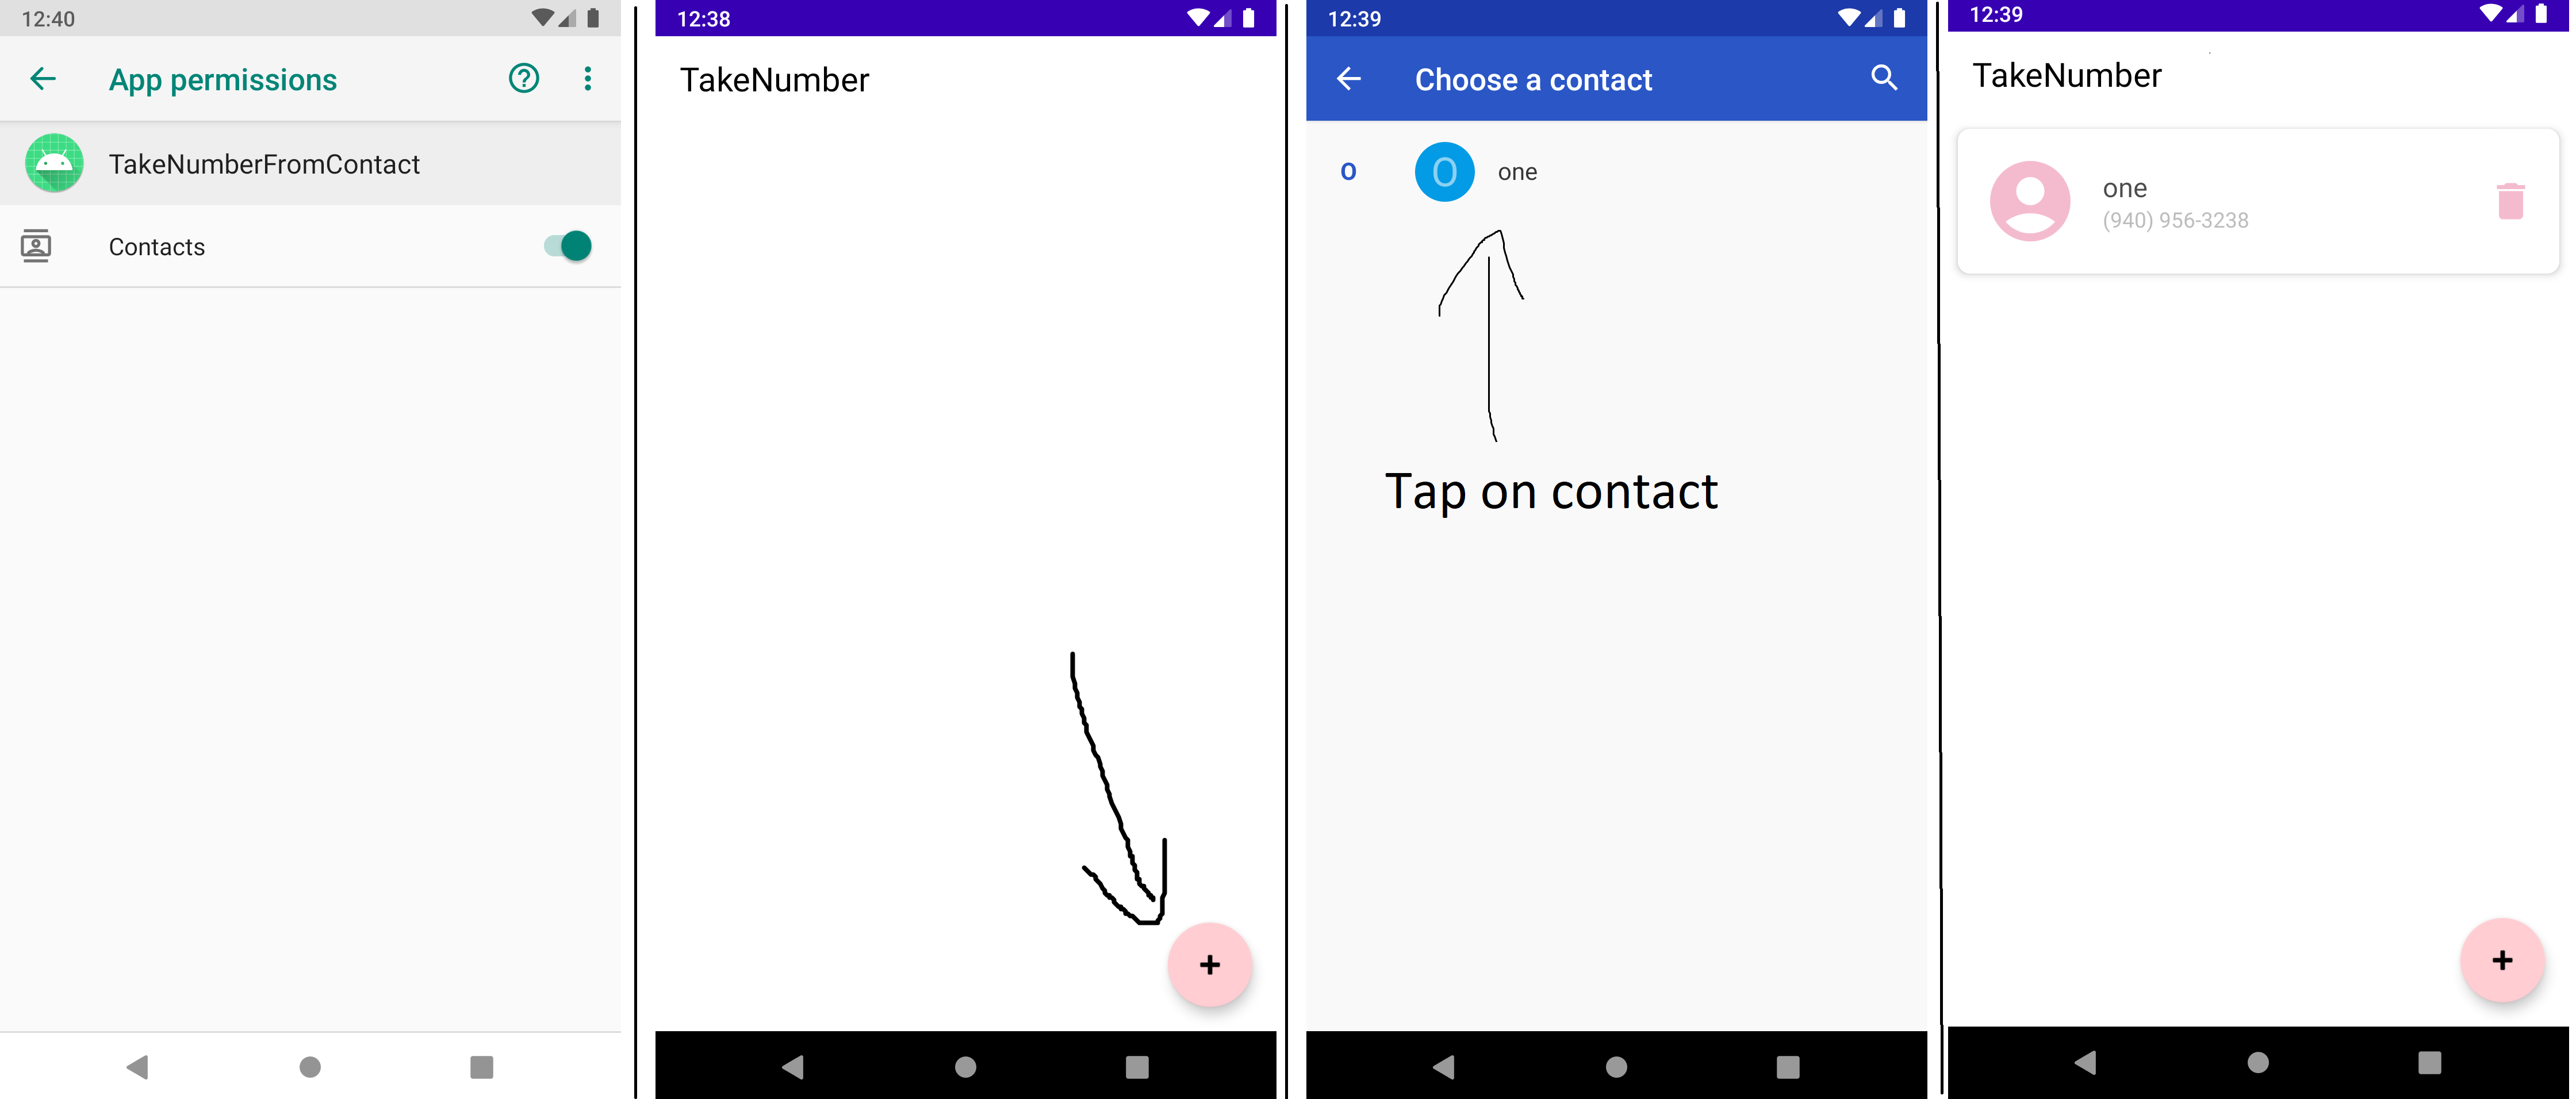 12:40
App permissions
TakeNumberFromContact
Contacts
12:38
TakeNumber
12:39
Choose a contact
O
O
one
Tap on contact
12:39
TakeNumber
one
(940) 956-3238